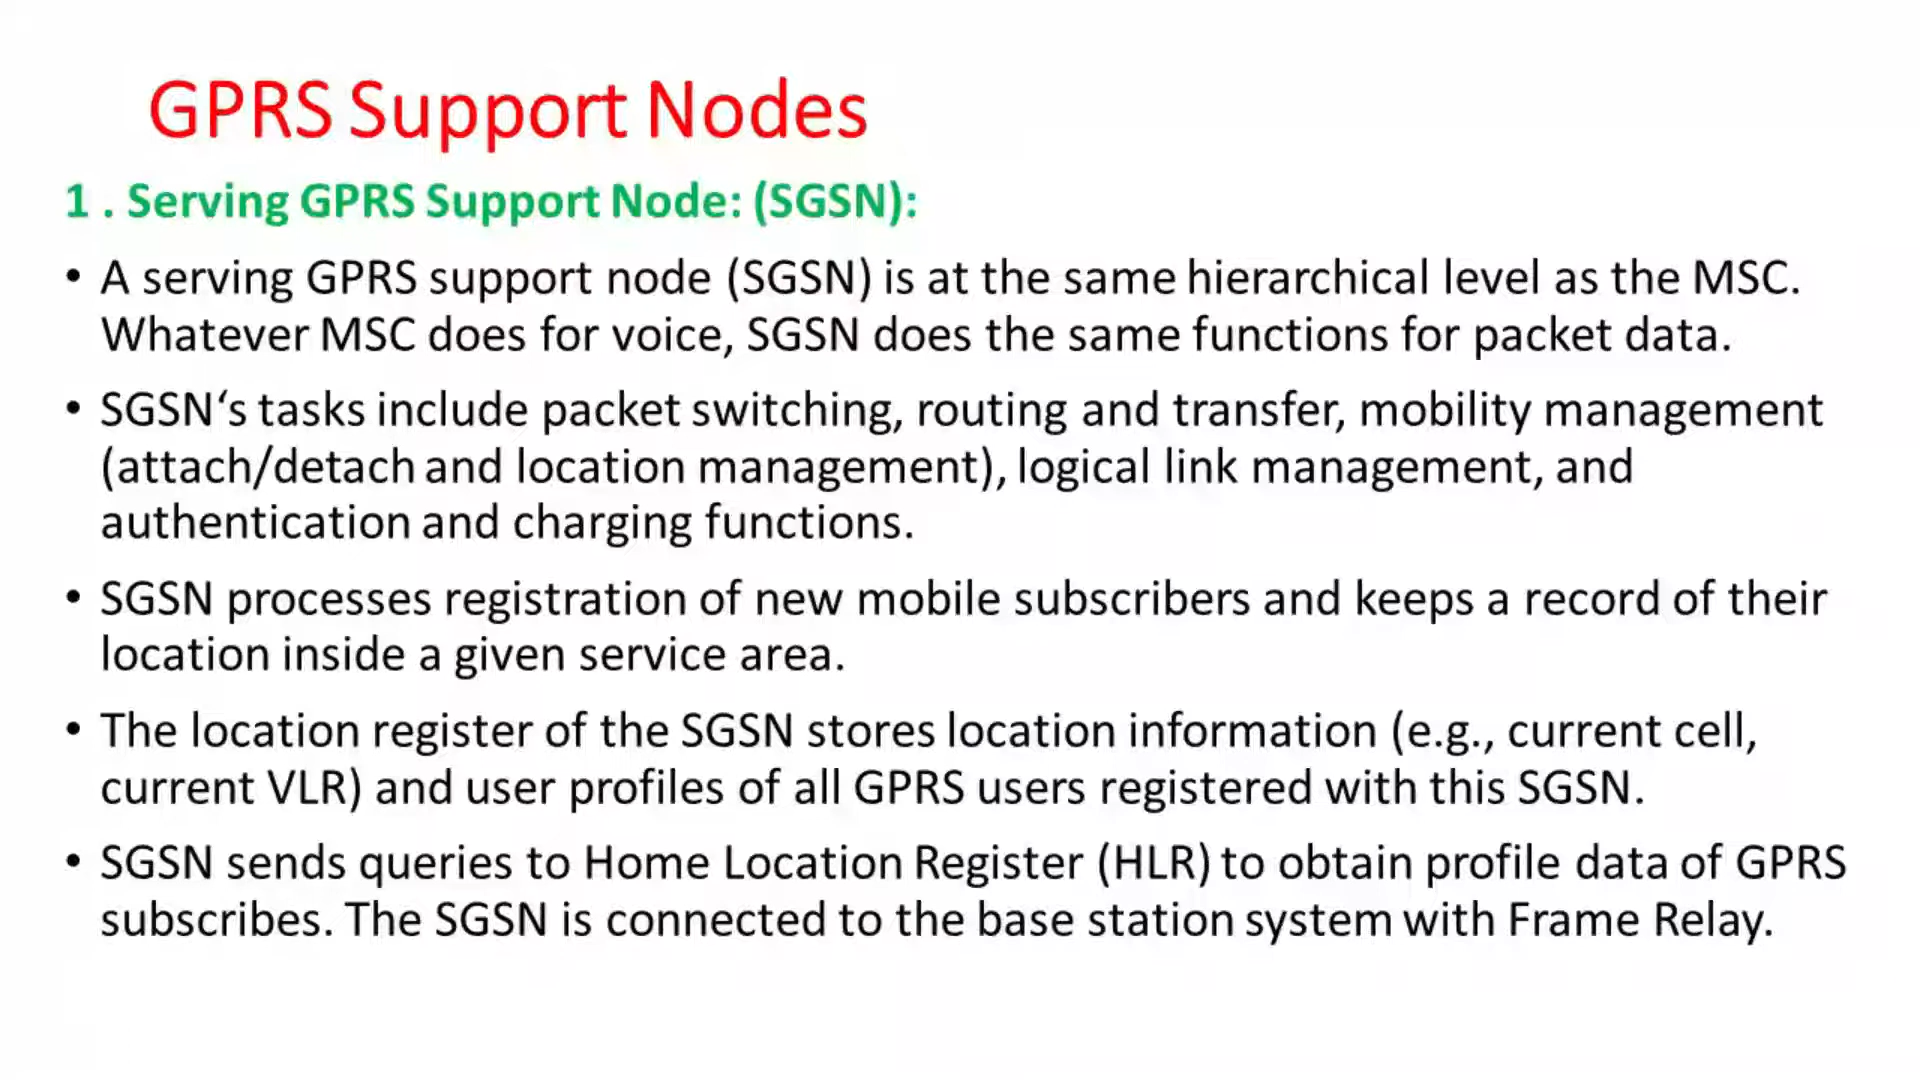 GPRS Support Nodes
1 . Serving GPRS Support Node: (SGSN):
• A serving GPRS support node (SGSN) is at the same hierarchical level as the MSC.
Whatever MSC does for voice, SGSN does the same functions for packet data.
• SGSN‘s tasks include packet switching, routing and transfer, mobility management
(attach/detach and location management), logical link management, and
authentication and charging functions.
• SGSN processes registration of new mobile subscribers and keeps a record of their
location inside a given service area.
• The location register of the SGSN stores location information (e.g., current cell,
current VLR) and user profiles of all GPRS users registered with this SGSN.
• SGSN sends queries to Home Location Register (HLR) to obtain profile data of GPRS
subscribes. The SGSN is connected to the base station system with Frame Relay.